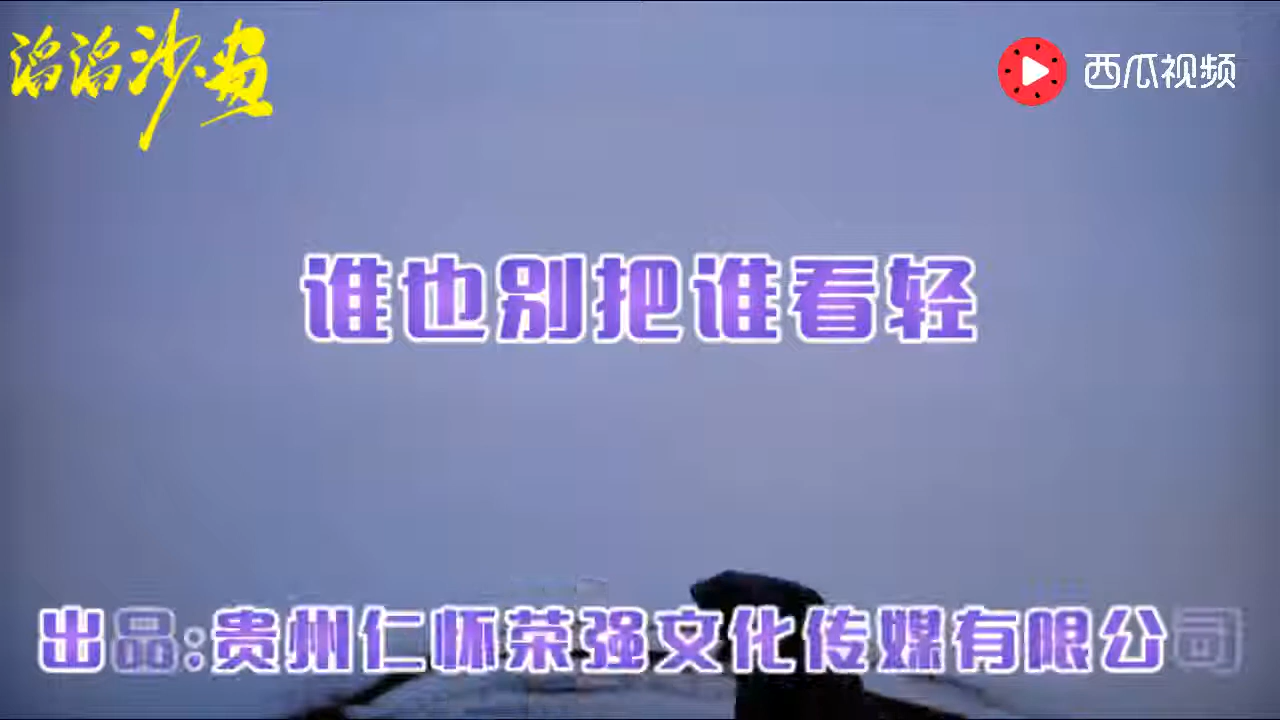 滔滔沙画
西瓜视频
谁也别把谁看轻
出品:贵州仁怀荣强文化传媒有限公司